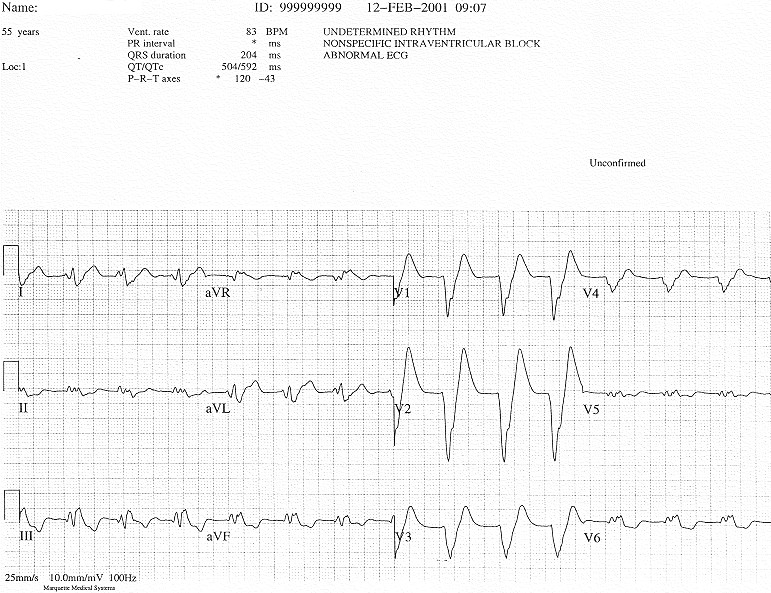 Name: ID: 999999999 12-FEB-2001 09:07
55 years Vent. rate 83 BPM UNDETERMINED RHYTHM
PR interval * ms NONSPECIFIC INTRAVENTRICULAR BLOCK
QRS duration 204 ms ABNORMAL ECG
Loc:1 QT/QTc 504/592 ms
P-R-T axes * 120 -43
Unconfirmed
I aVR V1 V4
II aVL V2 V5
III aVF V3 V6
25mm/s 10.0mm/mV 100Hz
Marquette Medical Systems